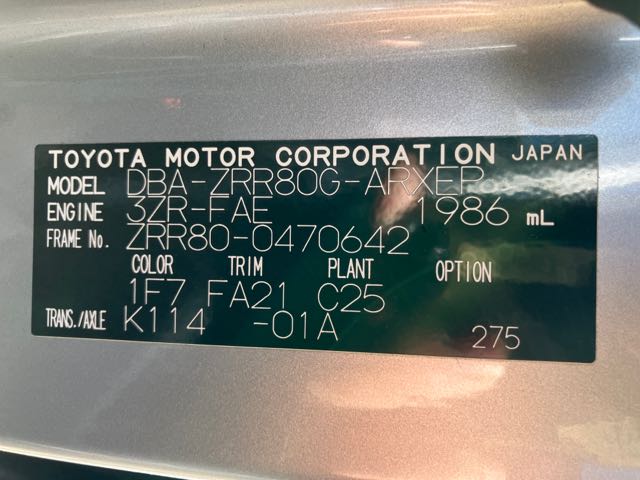 TOYOTA MOTOR CORPORATION JAPAN
MODEL DBA-ZRR80G-ARXEP
ENGINE 3ZR-FAE 1986 mL
FRAME No. ZRR80-0470642
COLOR TRIM PLANT OPTION
1F7 FA21 C25
TRANS./AXLE K114 -01A 275